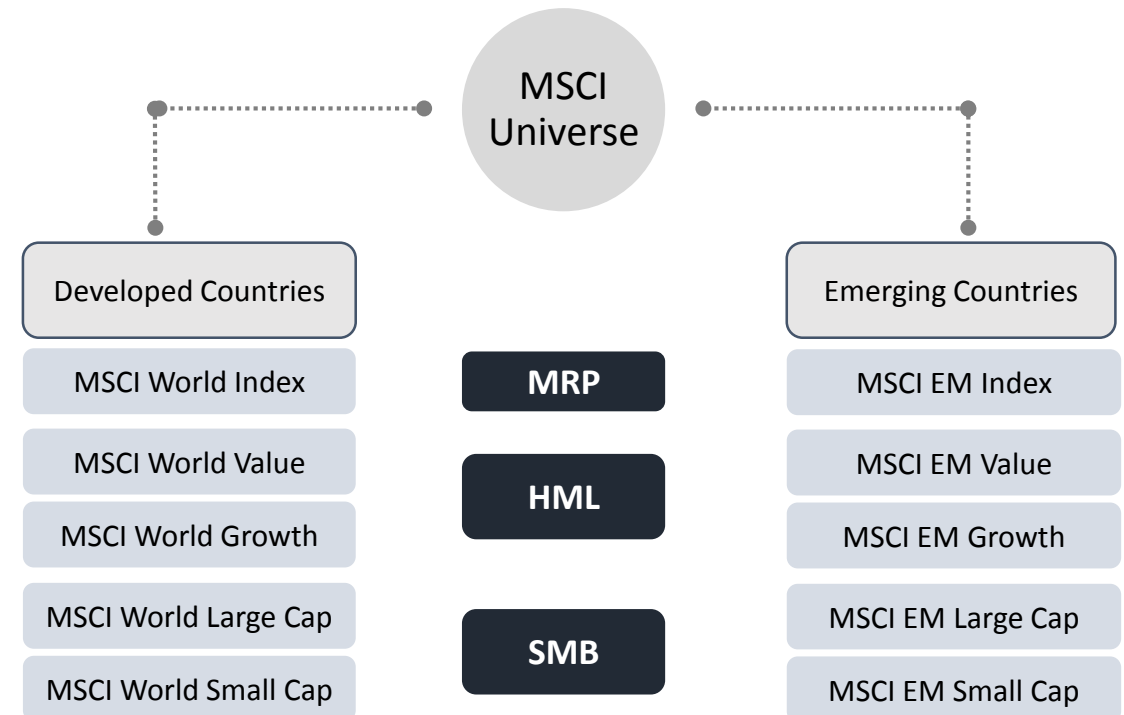 MSCI
Universe
Developed Countries
Emerging Countries
MSCI World Index
MRP
MSCI EM Index
MSCI World Value
HML
MSCI EM Value
MSCI World Growth
MSCI EM Growth
MSCI World Large Cap
SMB
MSCI EM Large Cap
MSCI World Small Cap
MSCI EM Small Cap